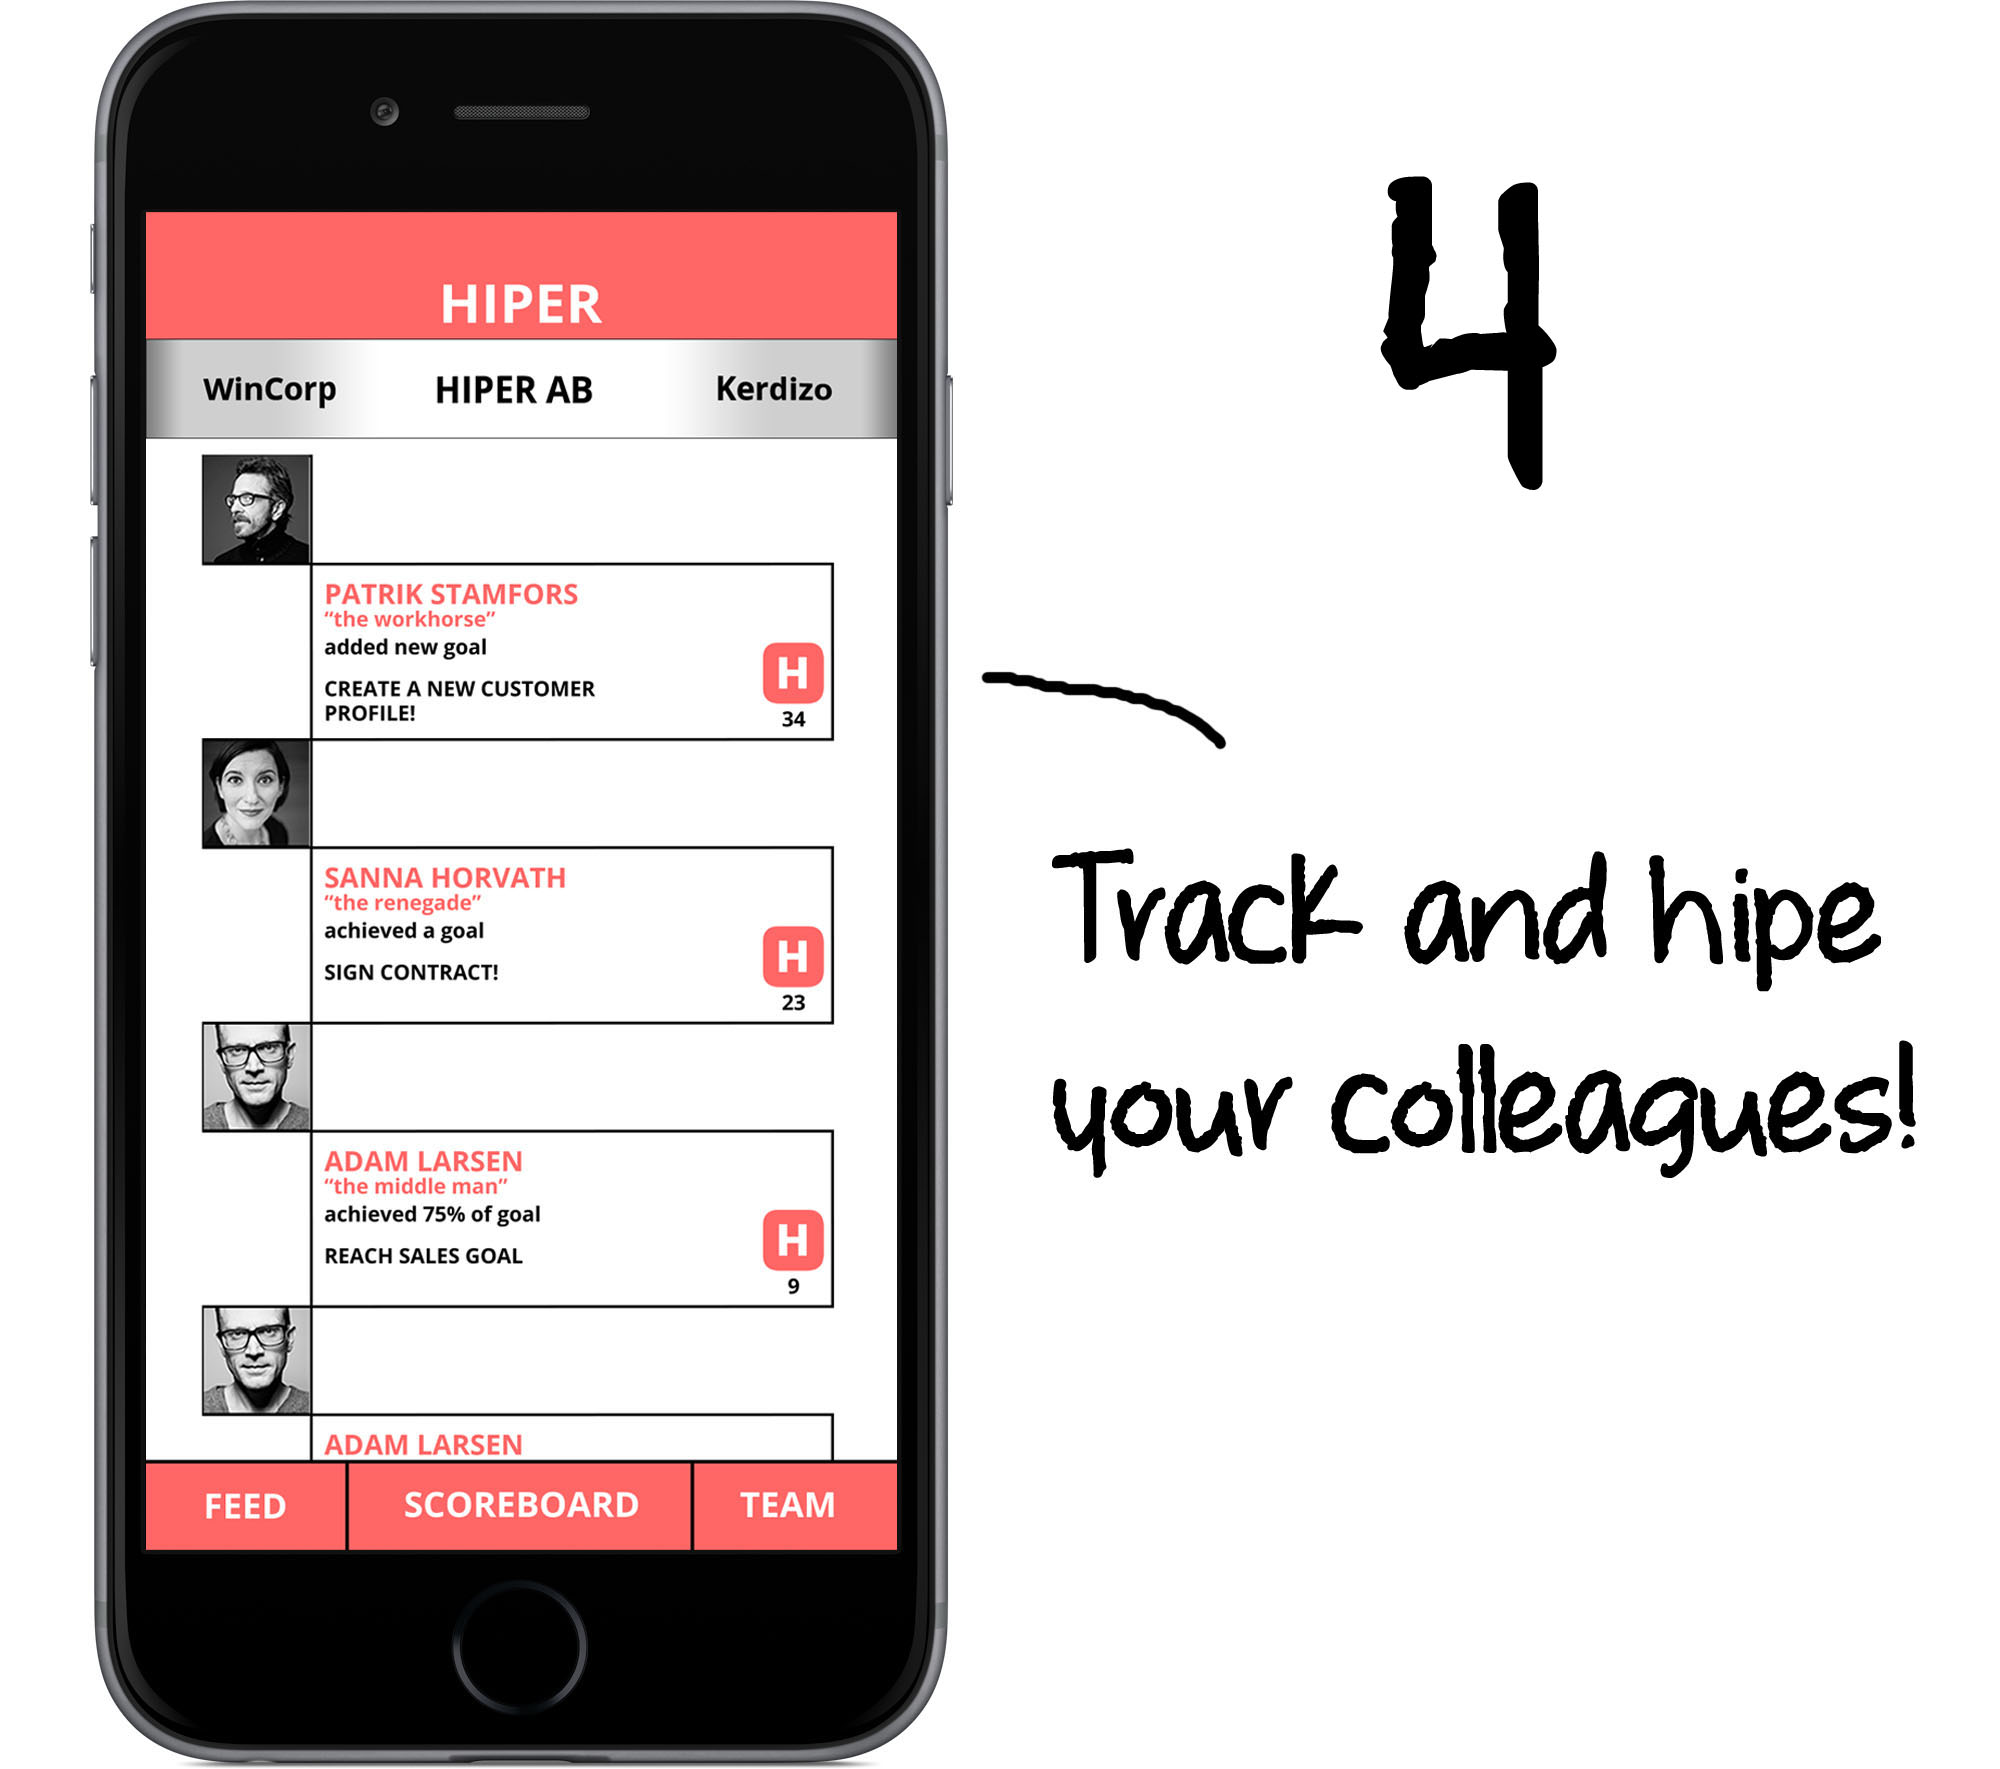 HIPER
WinCorp HIPER AB Kerdizo
PATRIK STAMFORS
“the workhorse”
added new goal
CREATE A NEW CUSTOMER
PROFILE!
H
34
SANNA HORVATH
“the renegade”
achieved a goal
SIGN CONTRACT!
H
23
ADAM LARSEN
“the middle man”
achieved 75% of goal
REACH SALES GOAL
H
9
ADAM LARSEN
FEED SCOREBOARD TEAM
4
Track and hipe
your colleagues!